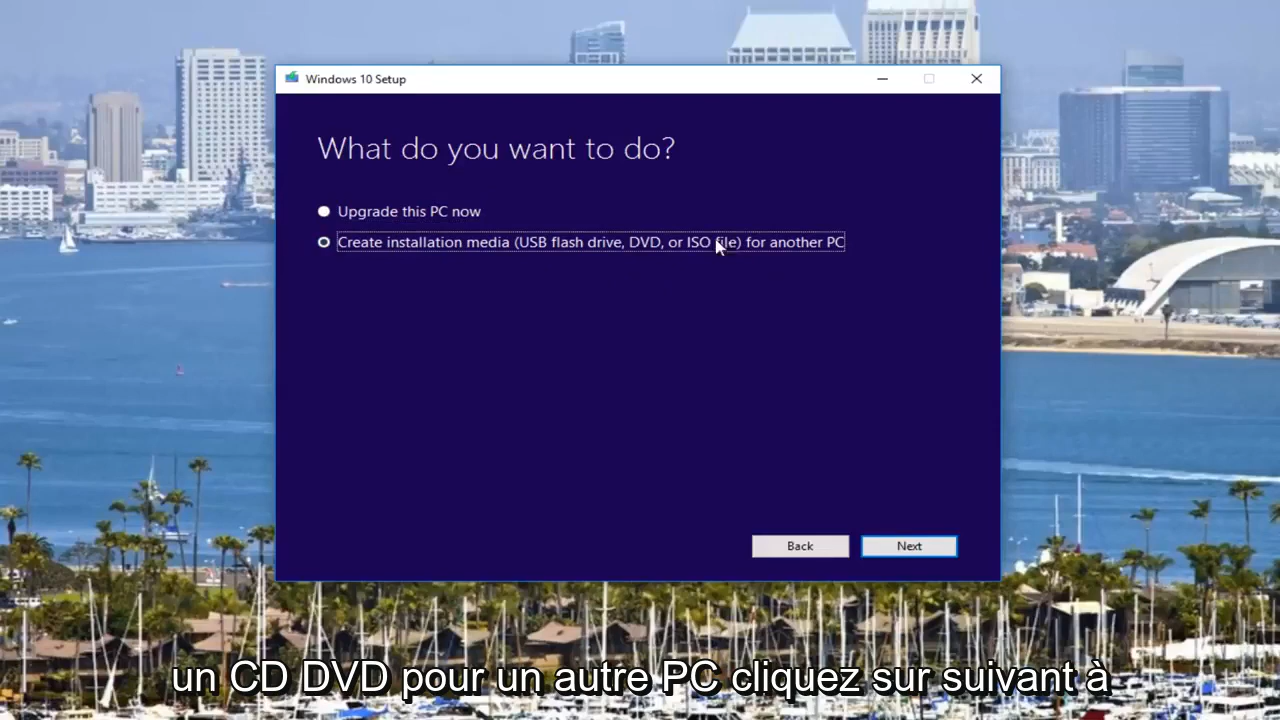 Windows 10 Setup
What do you want to do?
Upgrade this PC now
Create installation media (USB flash drive, DVD, or ISO file) for another PC
Back
Next
un CD DVD pour un autre PC cliquez sur suivant à